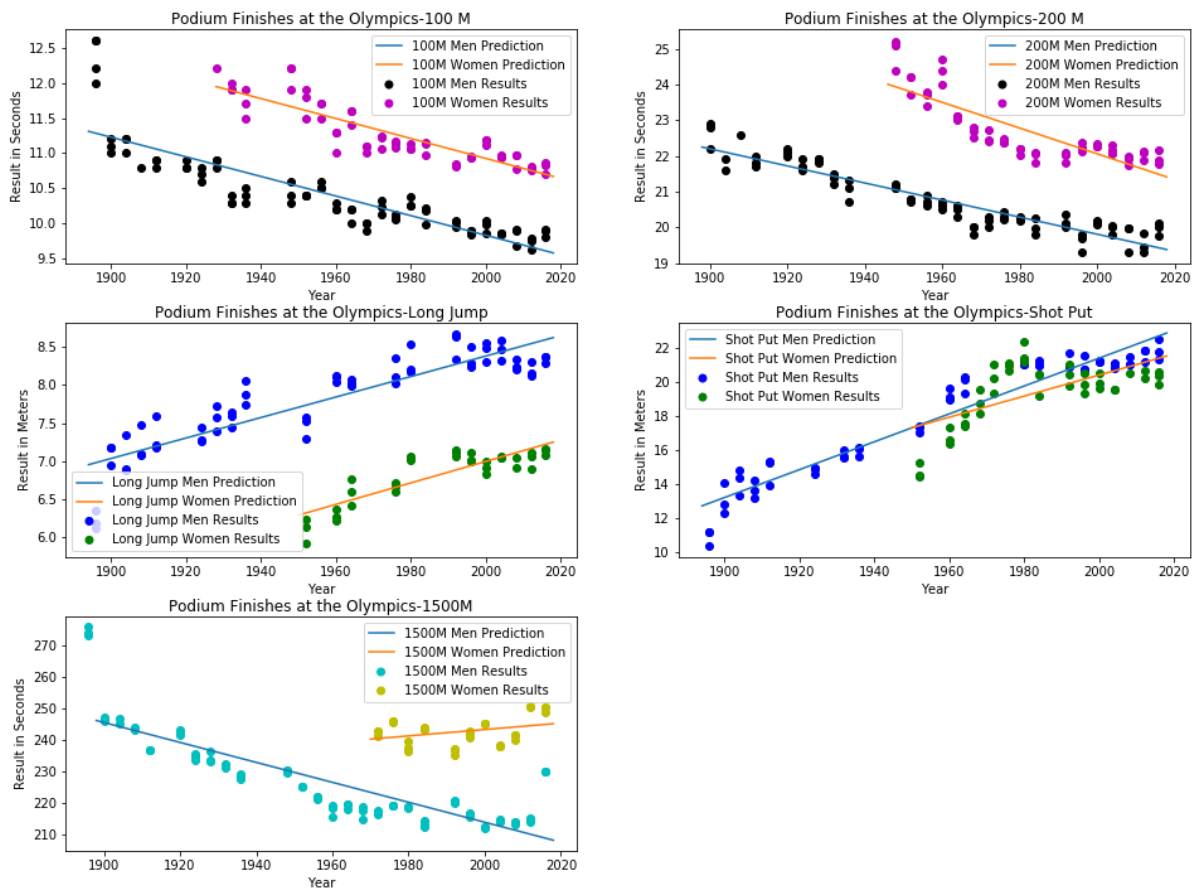 Podium Finishes at the Olympics-100 M
Result in Seconds
12.5
12.0
11.5
11.0
10.5
10.0
9.5
100M Men Prediction
100M Women Prediction
100M Men Results
100M Women Results
1900 1920 1940 1960 1980 2000 2020
Year
Podium Finishes at the Olympics-200 M
Result in Seconds
25
24
23
22
21
20
19
200M Men Prediction
200M Women Prediction
200M Men Results
200M Women Results
1900 1920 1940 1960 1980 2000 2020
Year
Podium Finishes at the Olympics-Long Jump
Result in Meters
8.5
8.0
7.5
7.0
6.5
6.0
Long Jump Men Prediction
Long Jump Women Prediction
Long Jump Men Results
Long Jump Women Results
1900 1920 1940 1960 1980 2000 2020
Year
Podium Finishes at the Olympics-Shot Put
Result in Meters
22
20
18
16
14
12
10
Shot Put Men Prediction
Shot Put Women Prediction
Shot Put Men Results
Shot Put Women Results
1900 1920 1940 1960 1980 2000 2020
Year
Podium Finishes at the Olympics-1500M
Result in Seconds
270
260
250
240
230
220
210
1500M Men Prediction
1500M Women Prediction
1500M Men Results
1500M Women Results
1900 1920 1940 1960 1980 2000 2020
Year